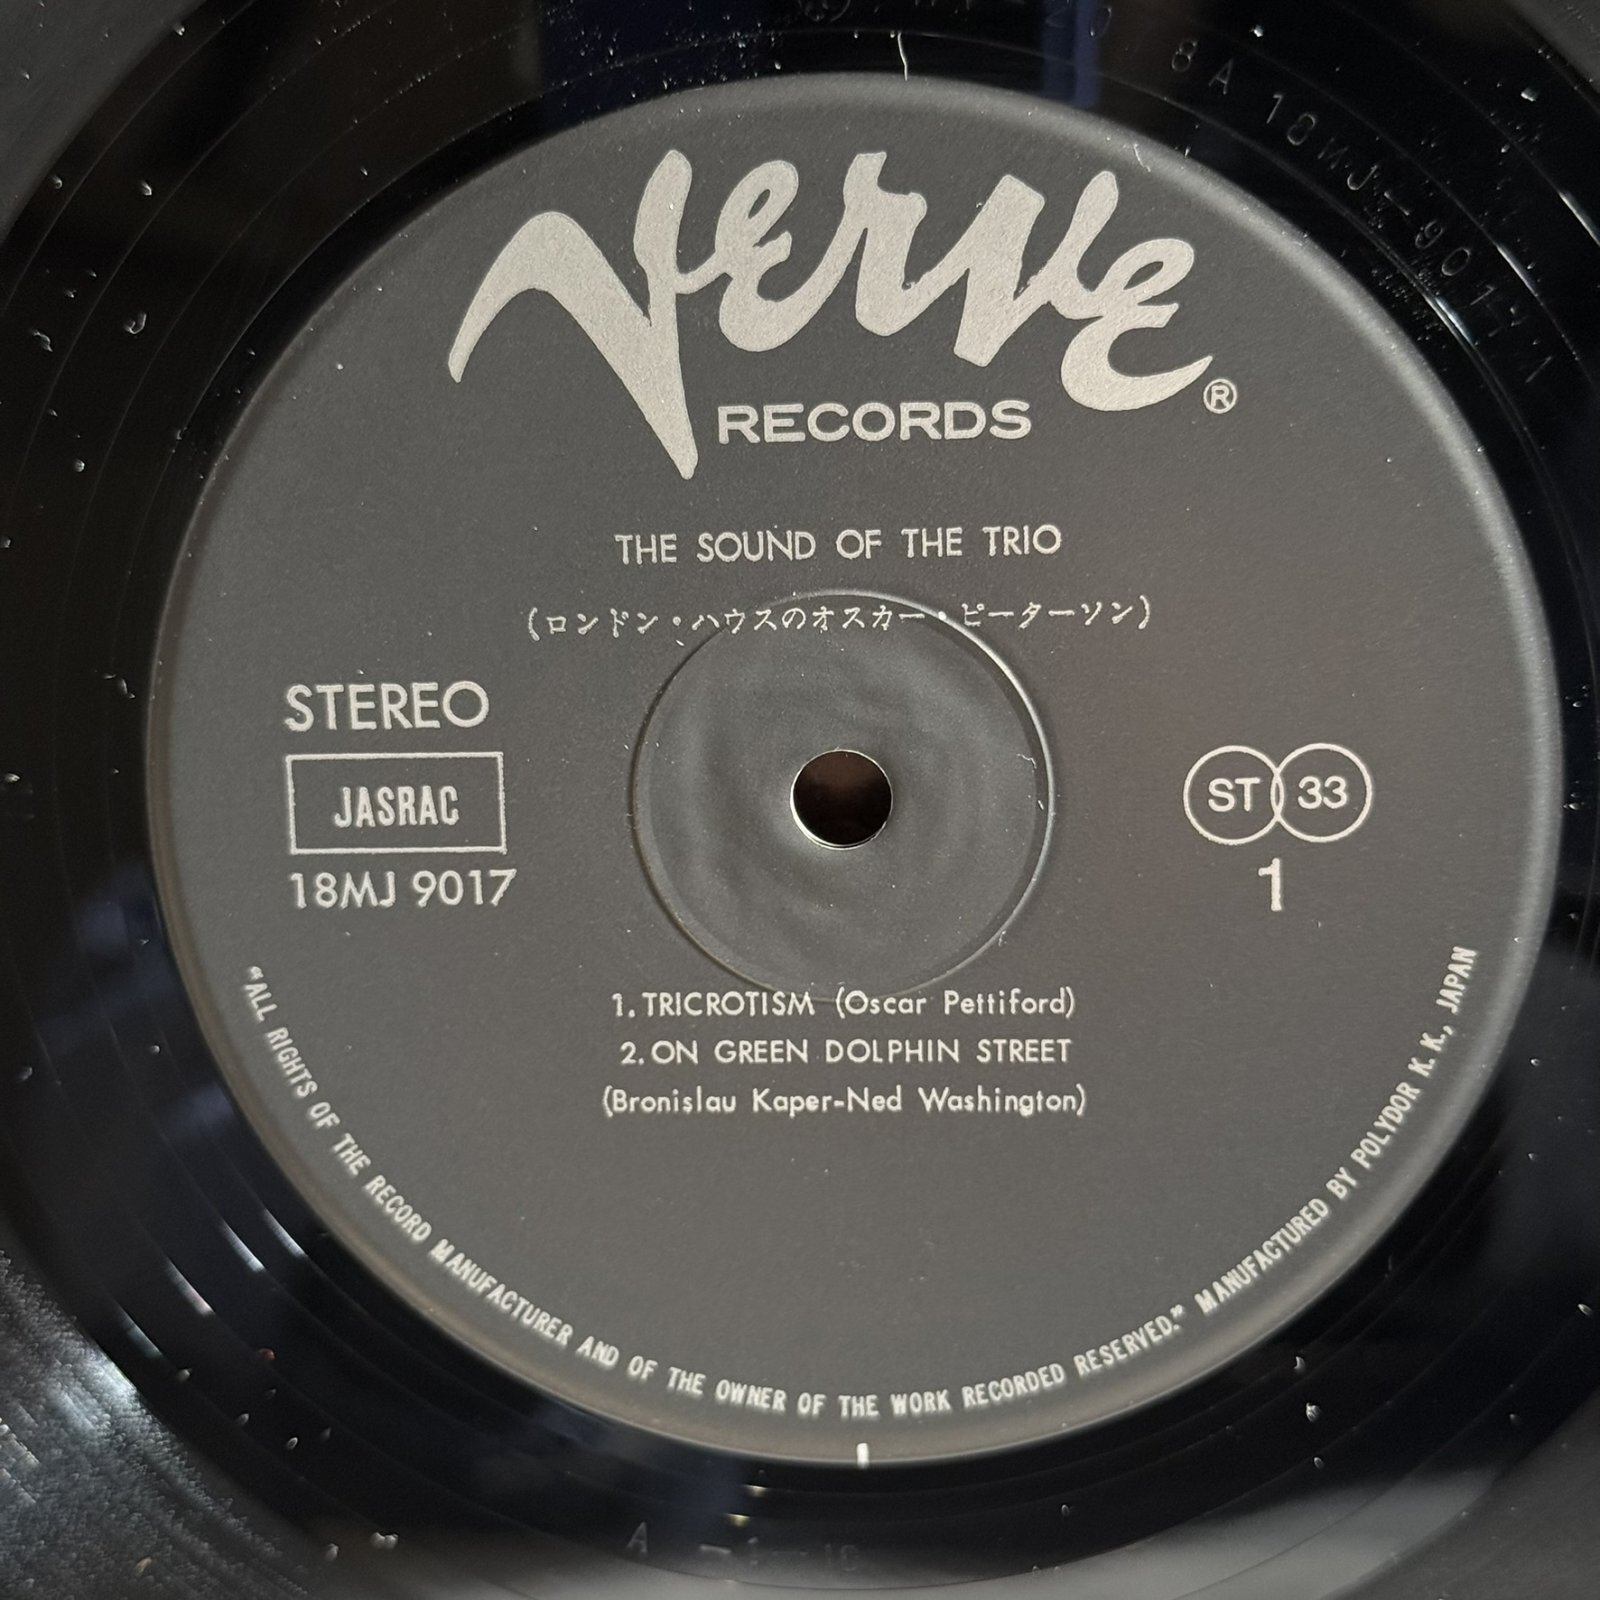 8A 18MJ-9017
Verve
RECORDS ®
THE SOUND OF THE TRIO
(ロンドン・ハウスのオスカー・ピーターソン)
STEREO
JASRAC
18MJ 9017
ST 33
1
1. TRICROTISM (Oscar Pettiford)
2. ON GREEN DOLPHIN STREET
(Bronislau Kaper-Ned Washington)
"ALL RIGHTS OF THE RECORD MANUFACTURER AND OF THE OWNER OF THE WORK RECORDED RESERVED." MANUFACTURED BY POLYDOR K. K., JAPAN